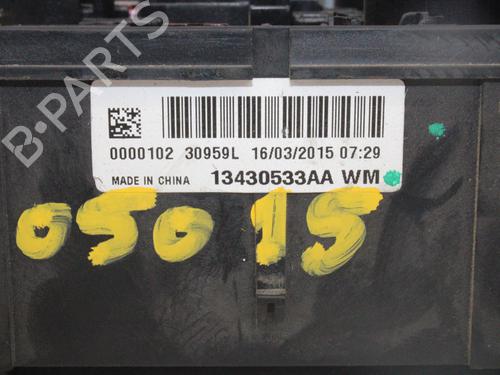 B-PARTS
0000102 30959L 16/03/2015 07:29
MADE IN CHINA 13430533AA WM
05015